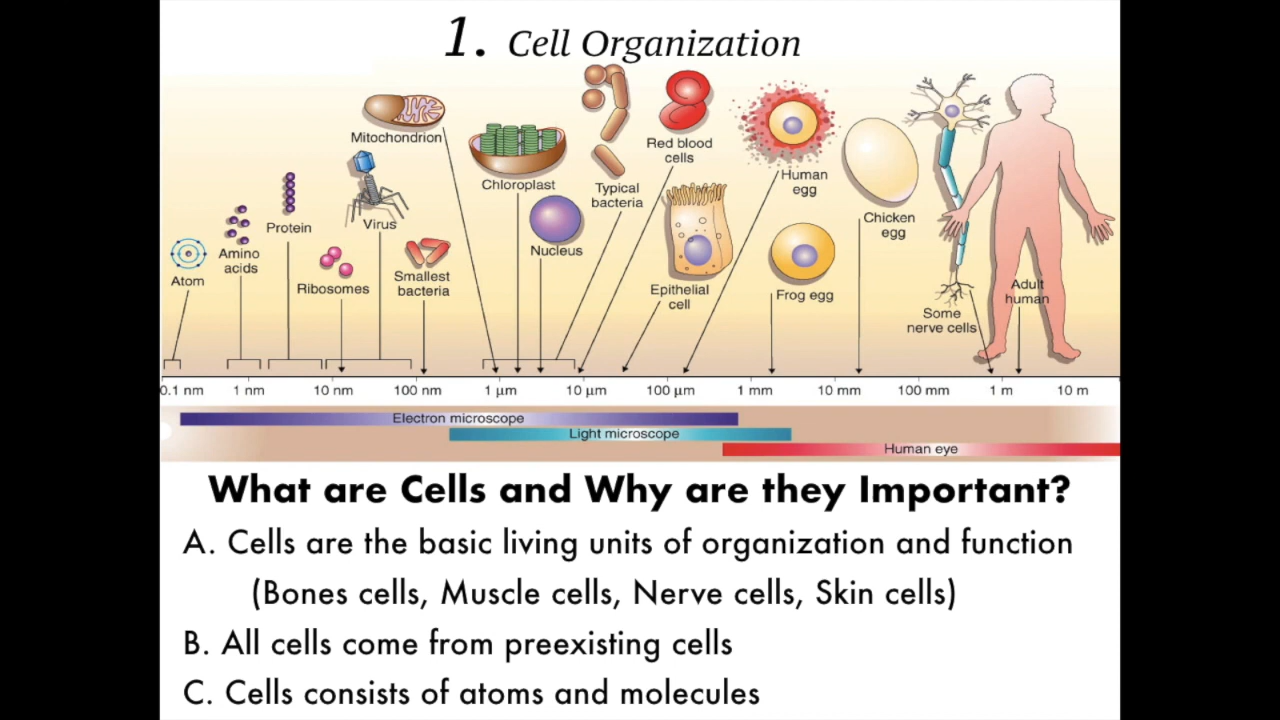 1. Cell Organization
Mitochondrion
Chloroplast
Typical
bacteria
Red blood
cells
Human
egg
Chicken
egg
Protein
Virus
Nucleus
Atom
Amino
acids
Ribosomes
Smallest
bacteria
Epithelial
cell
Frog egg
Some
nerve cells
Adult
human
0.1 nm 1 nm 10 nm 100 nm 1 µm 10 µm 100 µm 1 mm 10 mm 100 mm 1 m 10 m
Electron microscope
Light microscope
Human eye
What are Cells and Why are they Important?
A. Cells are the basic living units of organization and function
(Bones cells, Muscle cells, Nerve cells, Skin cells)
B. All cells come from preexisting cells
C. Cells consists of atoms and molecules